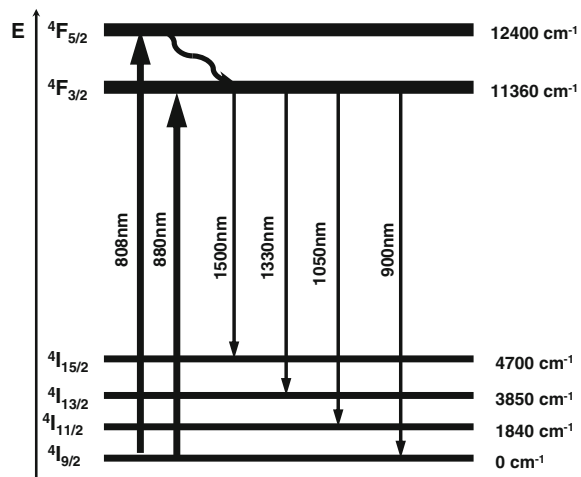 E
⁴F₅/₂ 12400 cm⁻¹
⁴F₃/₂ 11360 cm⁻¹
808nm 880nm 1500nm 1330nm 1050nm 900nm
⁴I₁₅/₂ 4700 cm⁻¹
⁴I₁₃/₂ 3850 cm⁻¹
⁴I₁₁/₂ 1840 cm⁻¹
⁴I₉/₂ 0 cm⁻¹